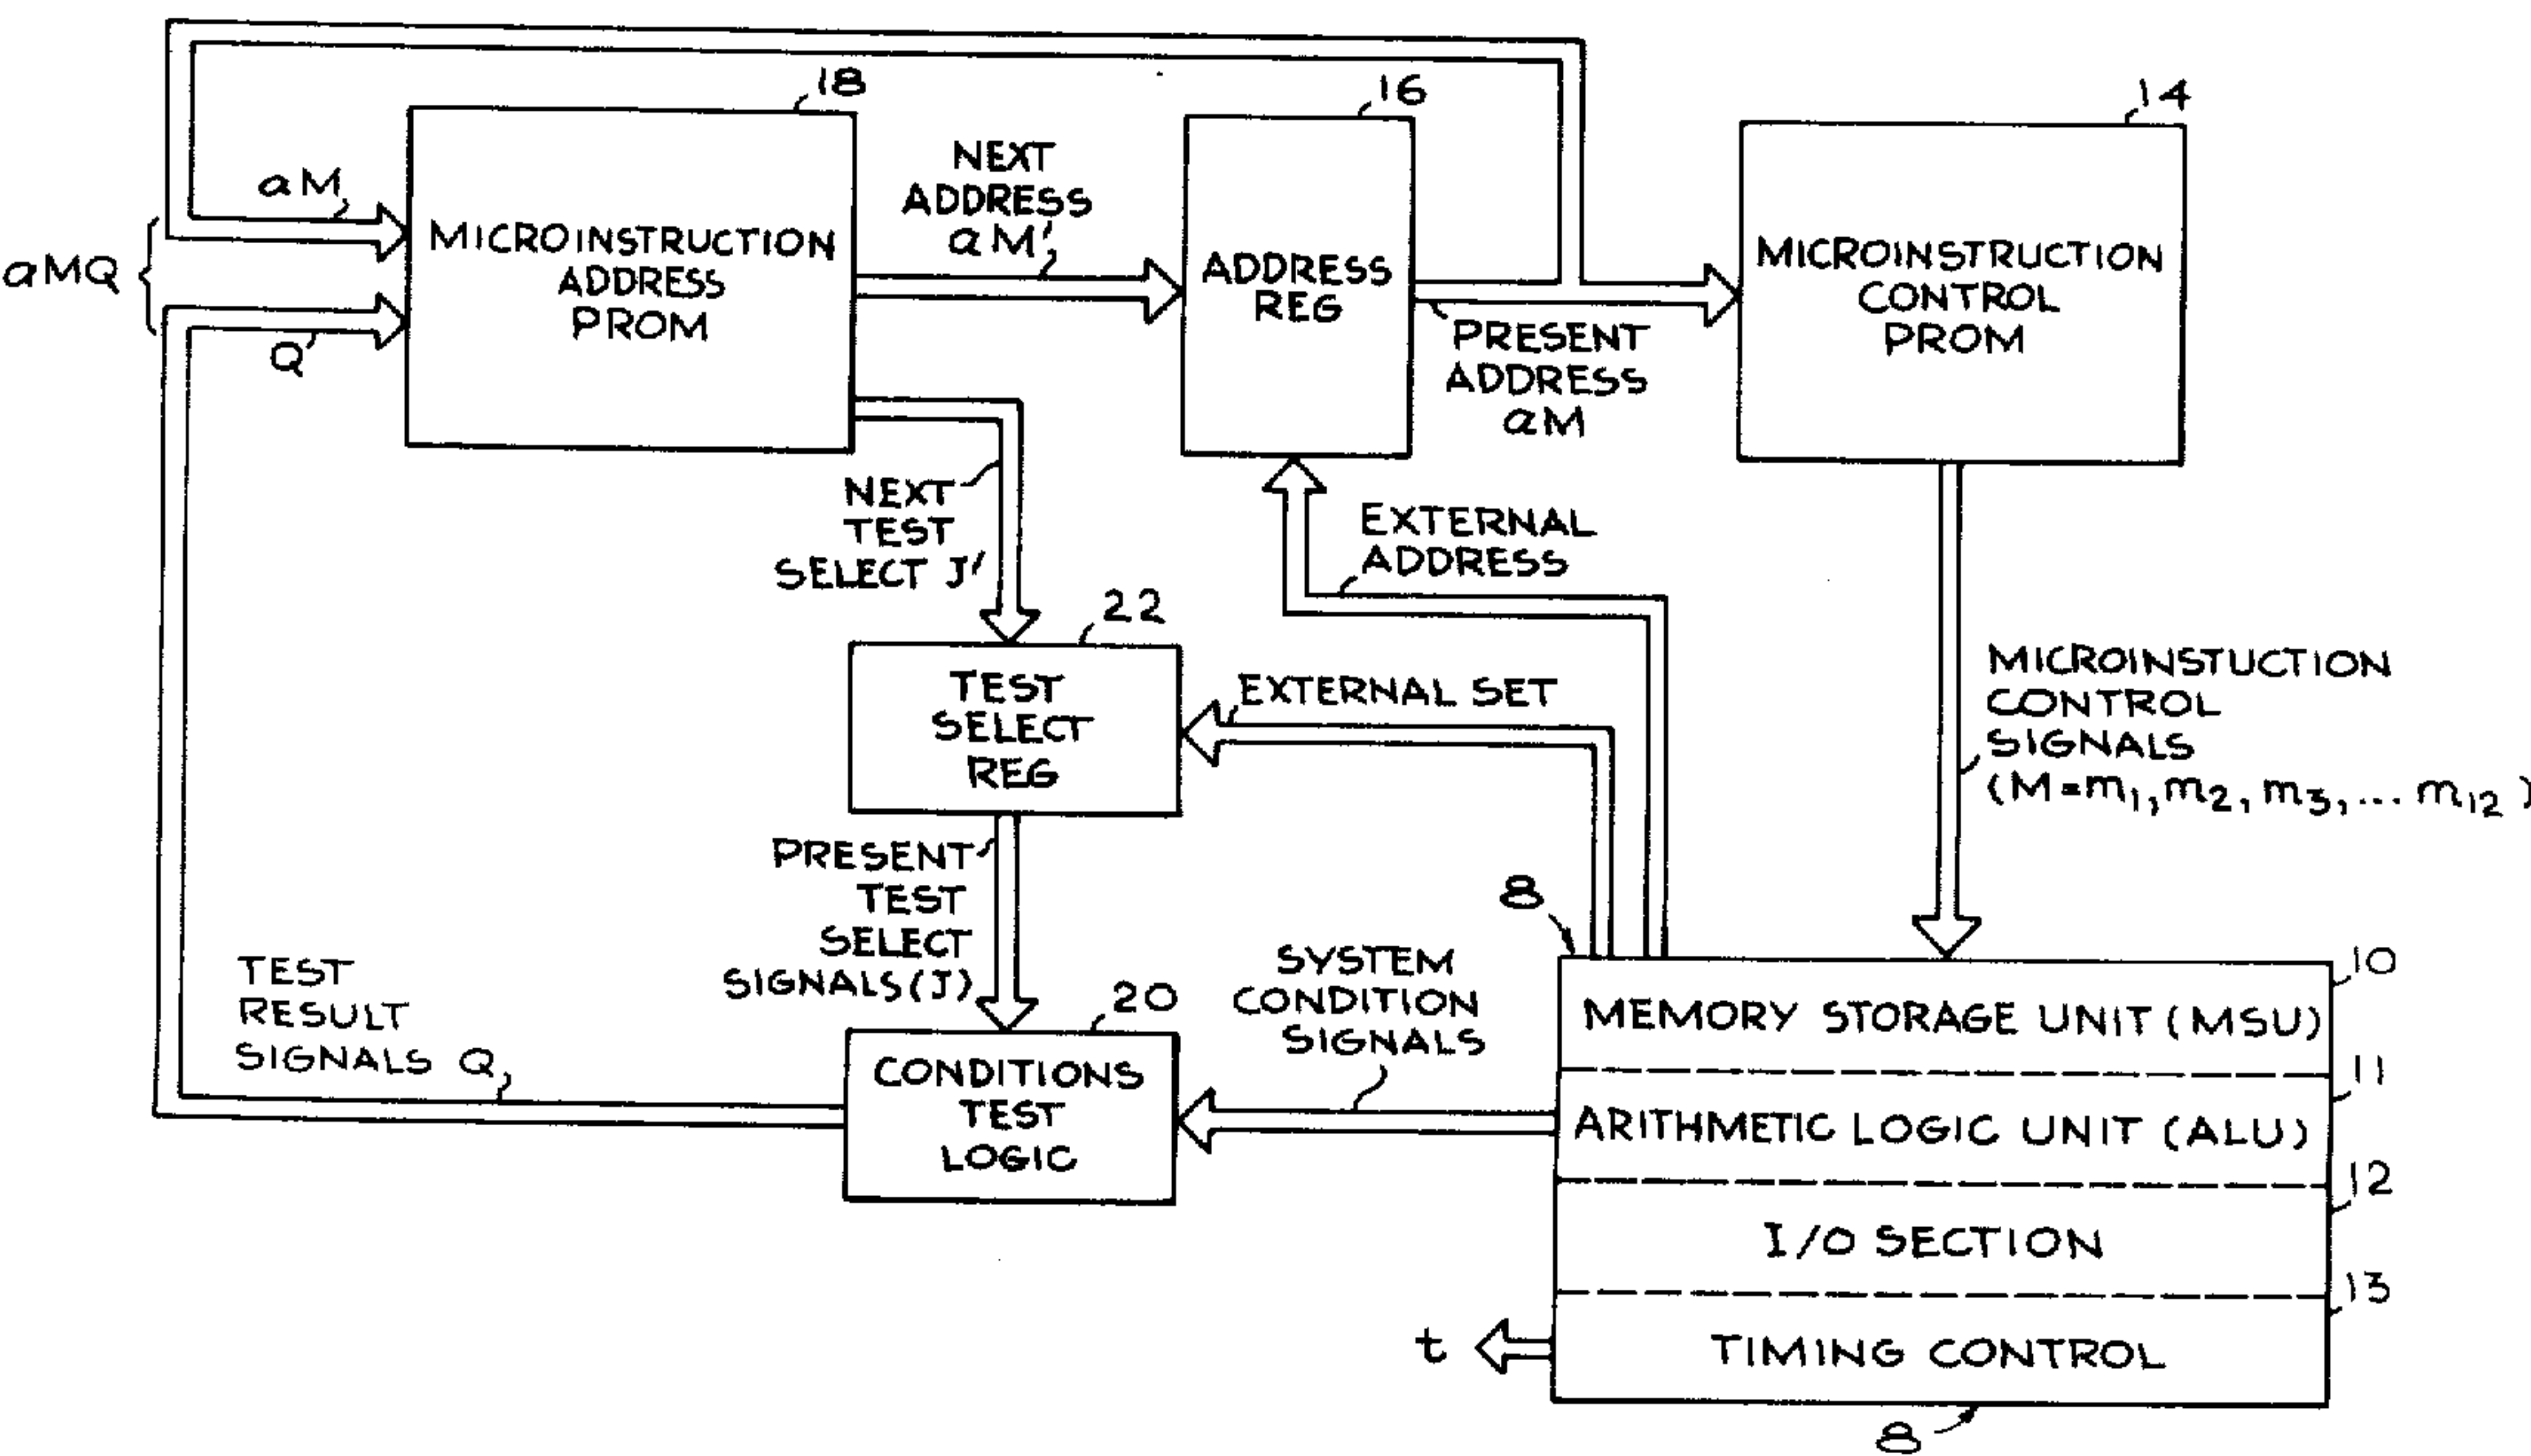 18
16
14
aM
aMQ
Q
MICROINSTRUCTION
ADDRESS
PROM
NEXT
ADDRESS
aM'
ADDRESS
REG
PRESENT
ADDRESS
aM
MICROINSTRUCTION
CONTROL
PROM
NEXT
TEST
SELECT J'
EXTERNAL
ADDRESS
22
TEST
SELECT
REG
EXTERNAL SET
MICROINSTUCTION
CONTROL
SIGNALS
(M=m1, m2, m3, ... m12)
PRESENT
TEST
SELECT
SIGNALS (J)
8
TEST
RESULT
SIGNALS Q
20
CONDITIONS
TEST
LOGIC
SYSTEM
CONDITION
SIGNALS
10
MEMORY STORAGE UNIT (MSU)
11
ARITHMETIC LOGIC UNIT (ALU)
12
I/O SECTION
13
t
TIMING CONTROL
8